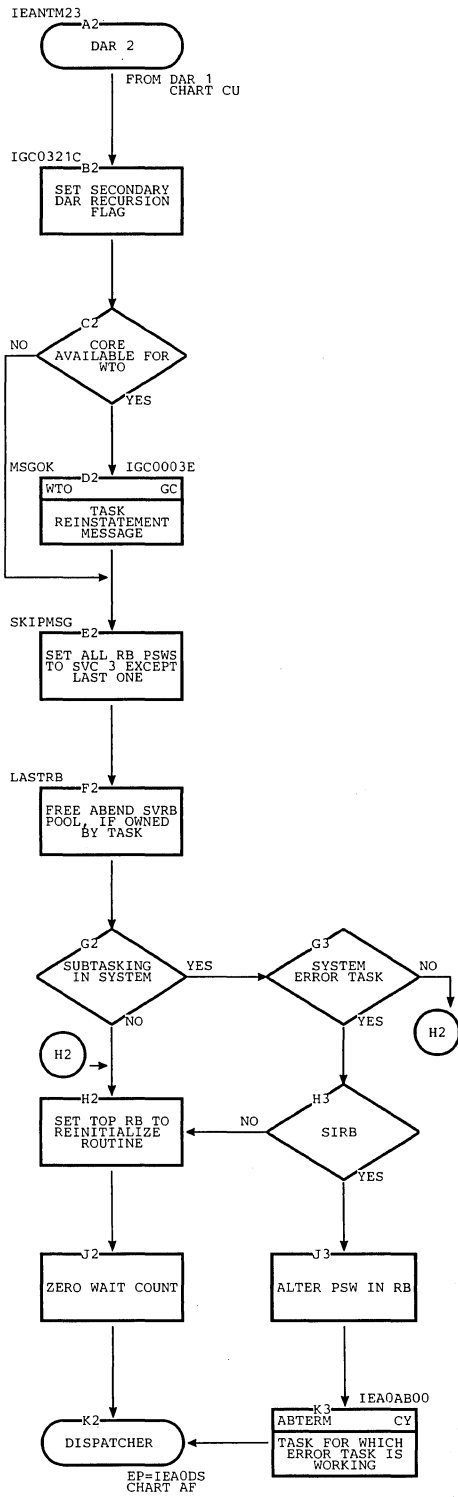 IEANTM23
A2
DAR 2
FROM DAR 1
CHART CU
IGC0321C
B2
SET SECONDARY
DAR RECURSION
FLAG
C2
CORE
AVAILABLE FOR
WTO
NO
YES
MSGOK
D2
IGC0003E
WTO GC
TASK
REINSTATEMENT
MESSAGE
SKIPMSG
E2
SET ALL RB PSWS
TO SVC 3 EXCEPT
LAST ONE
LASTRB
F2
FREE ABEND SVRB
POOL, IF OWNED
BY TASK
G2
SUBTASKING
IN SYSTEM
YES
NO
G3
SYSTEM
ERROR TASK
NO
YES
H2
H2
H2
SET TOP RB TO
REINITIALIZE
ROUTINE
H3
SIRB
NO
YES
J2
ZERO WAIT COUNT
J3
ALTER PSW IN RB
K2
DISPATCHER
EP=IEA0DS
CHART AF
IEA0AB00
K3
ABTERM CY
TASK FOR WHICH
ERROR TASK IS
WORKING